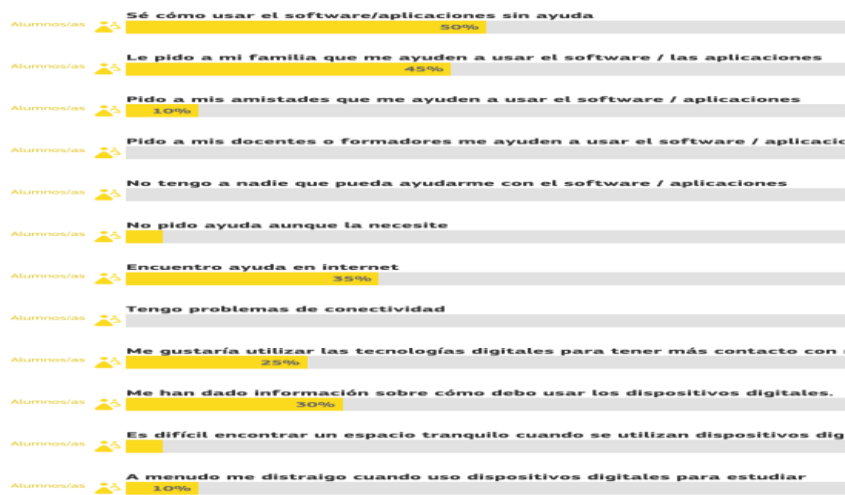 Sé cómo usar el software/aplicaciones sin ayuda
Alumnos/as
50%
Le pido a mi familia que me ayuden a usar el software / las aplicaciones
Alumnos/as
45%
Pido a mis amistades que me ayuden a usar el software / aplicaciones
Alumnos/as
10%
Pido a mis docentes o formadores me ayuden a usar el software /
Alumnos/as
No tengo a nadie que pueda ayudarme con el software / aplicaciones
Alumnos/as
No pido ayuda aunque la necesite
Alumnos/as
Encuentro ayuda en internet
Alumnos/as
35%
Tengo problemas de conectividad
Alumnos/as
Me gustaría utilizar las tecnologías digitales para tener más contacto con
Alumnos/as
25%
Me han dado información sobre cómo debo usar los dispositivos digitales.
Alumnos/as
30%
Es difícil encontrar un espacio tranquilo cuando se utilizan dispositivos
Alumnos/as
A menudo me distraigo cuando uso dispositivos digitales para estudiar
Alumnos/as
10%